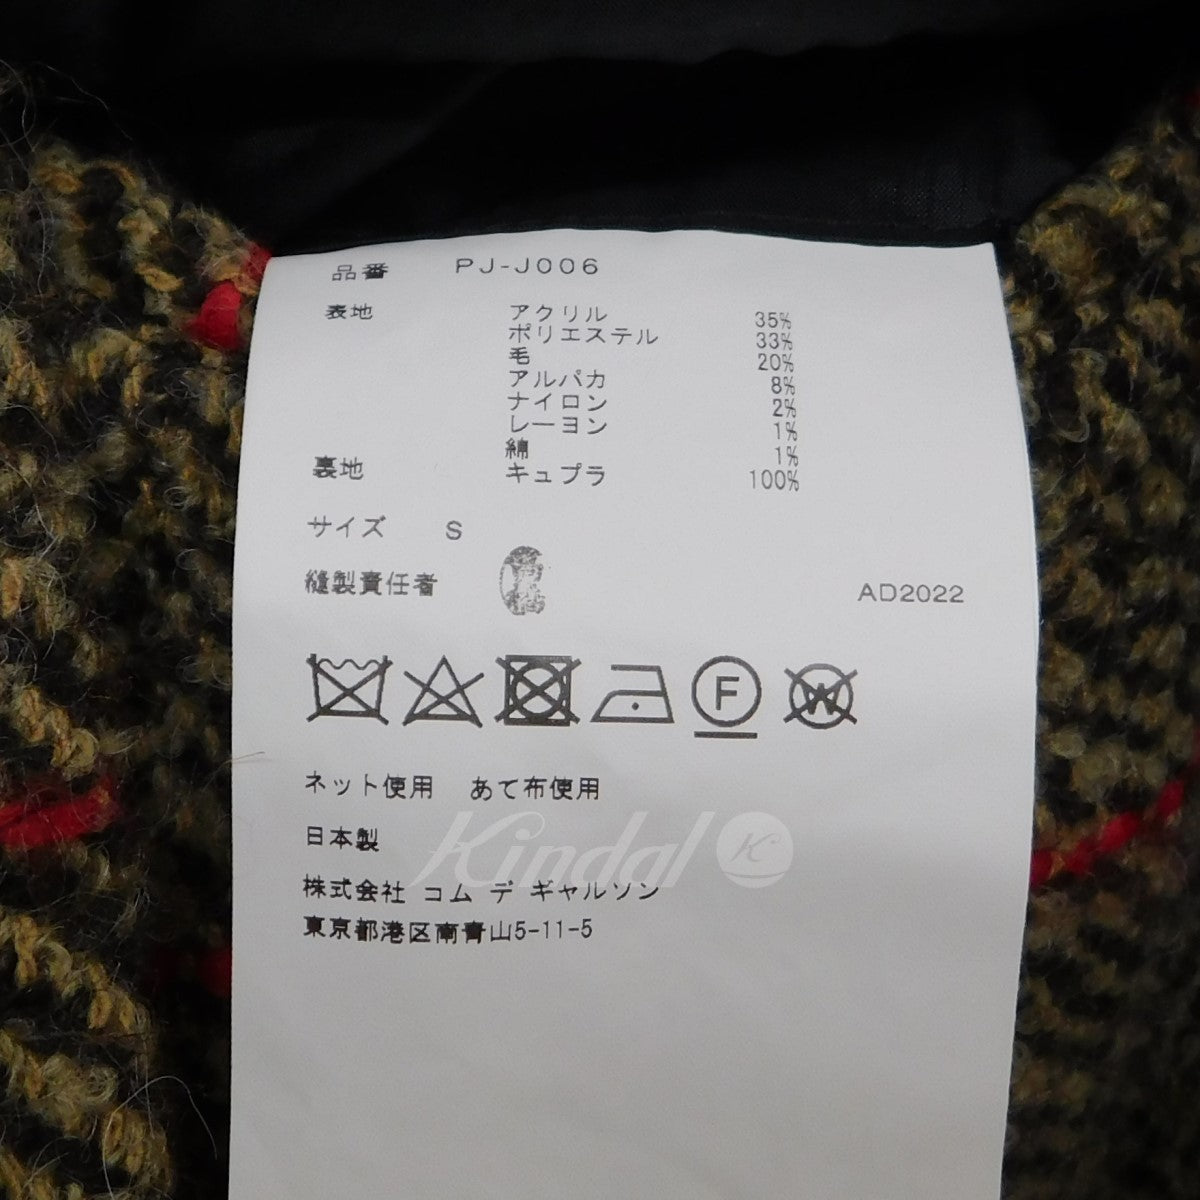 品番 PJ-J006
表地 アクリル 35%
ポリエステル 33%
毛 20%
アルパカ 8%
ナイロン 2%
レーヨン 1%
綿 1%
裏地 キュプラ 100%
サイズ S
縫製責任者 AD2022
F
W
ネット使用 あて布使用
日本製
Kindal K
株式会社 コム デ ギャルソン
東京都港区南青山5-11-5